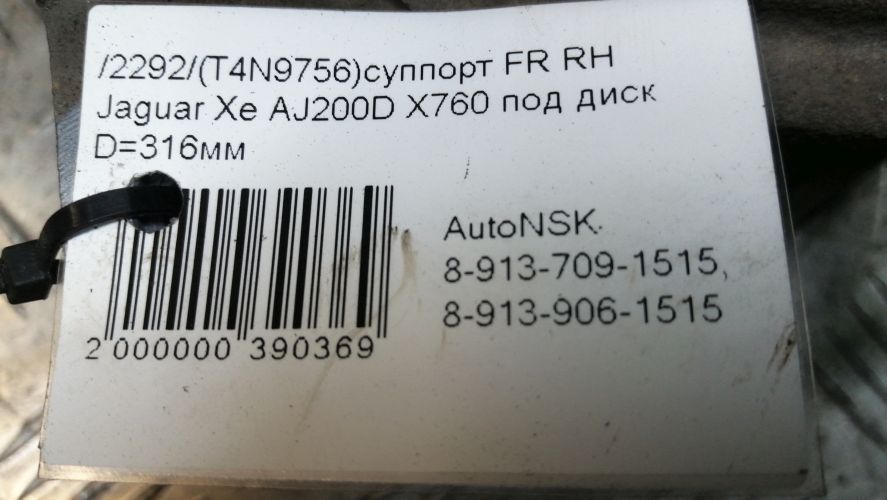 /2292/(T4N9756)суппорт FR RH
Jaguar Xe AJ200D X760 под диск
D=316мм
AutoNSK.
8-913-709-1515,
8-913-906-1515
2 000000 390369